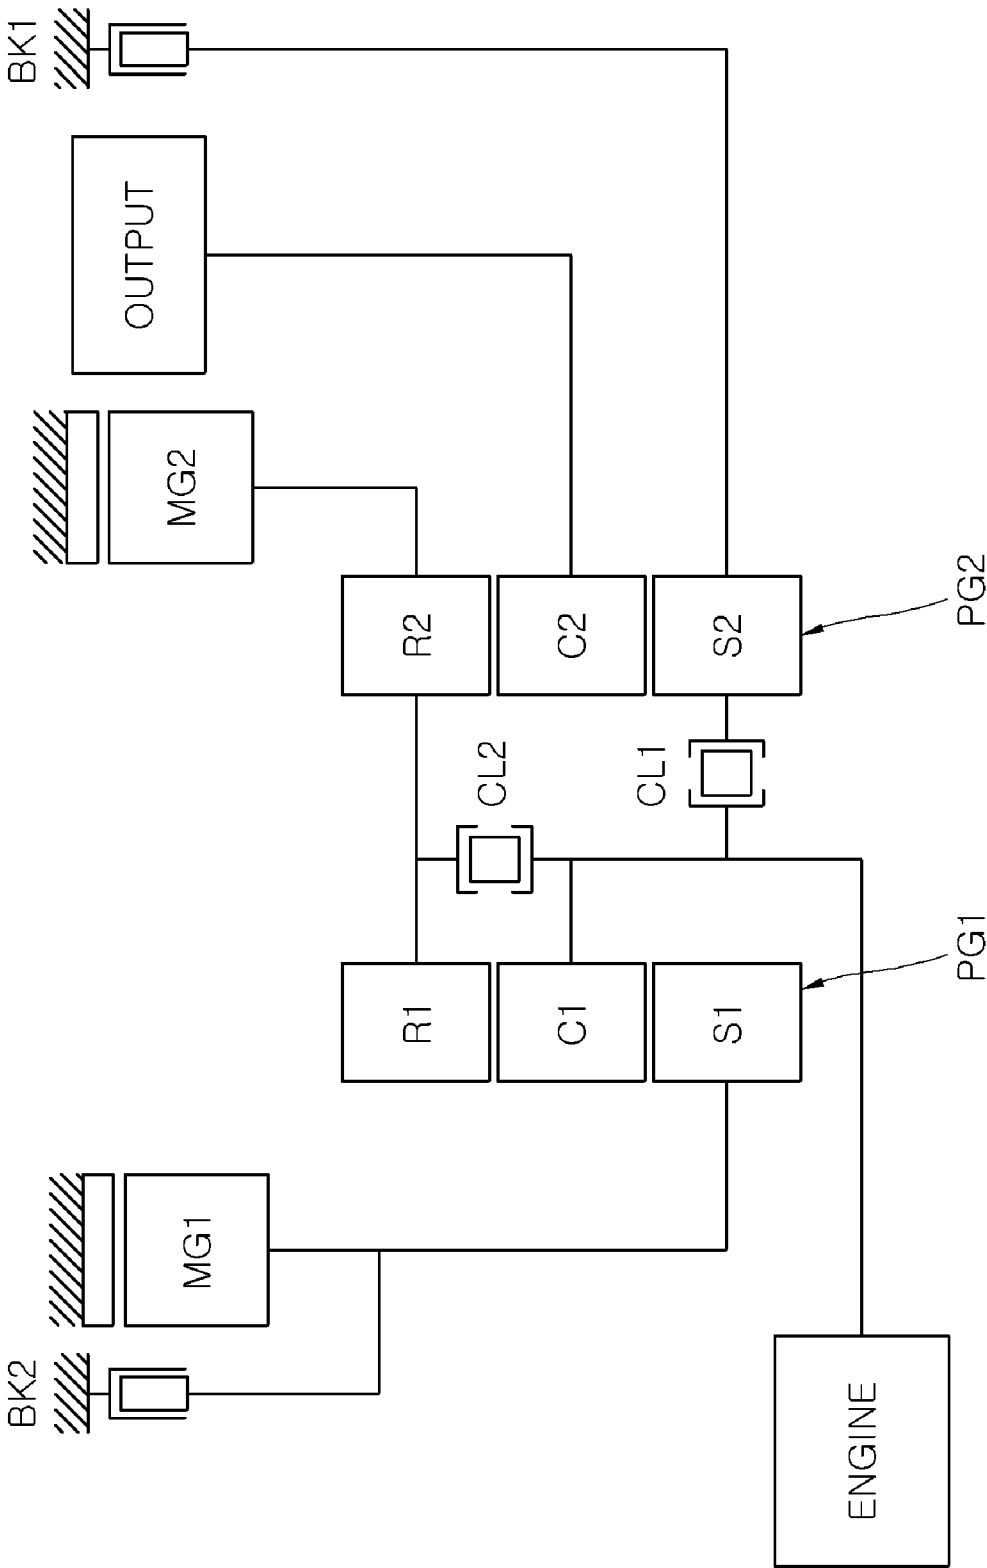 BK2
BK1
MG1
MG2
OUTPUT
R1
R2
CL2
C1
C2
CL1
S1
S2
ENGINE
PG1
PG2